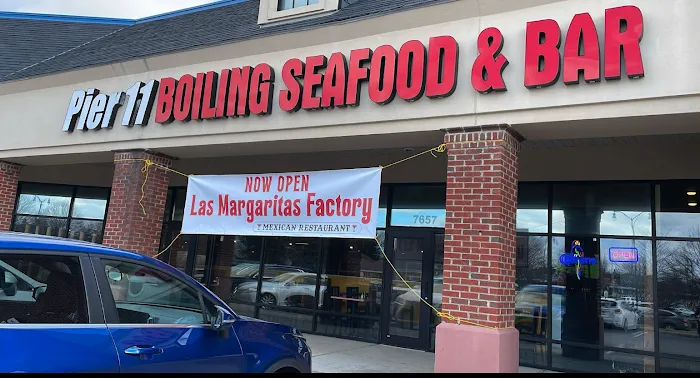 Pier 11 BOILING SEAFOOD & BAR
NOW OPEN
Las Margaritas Factory
MEXICAN RESTAURANT
7657
OPEN